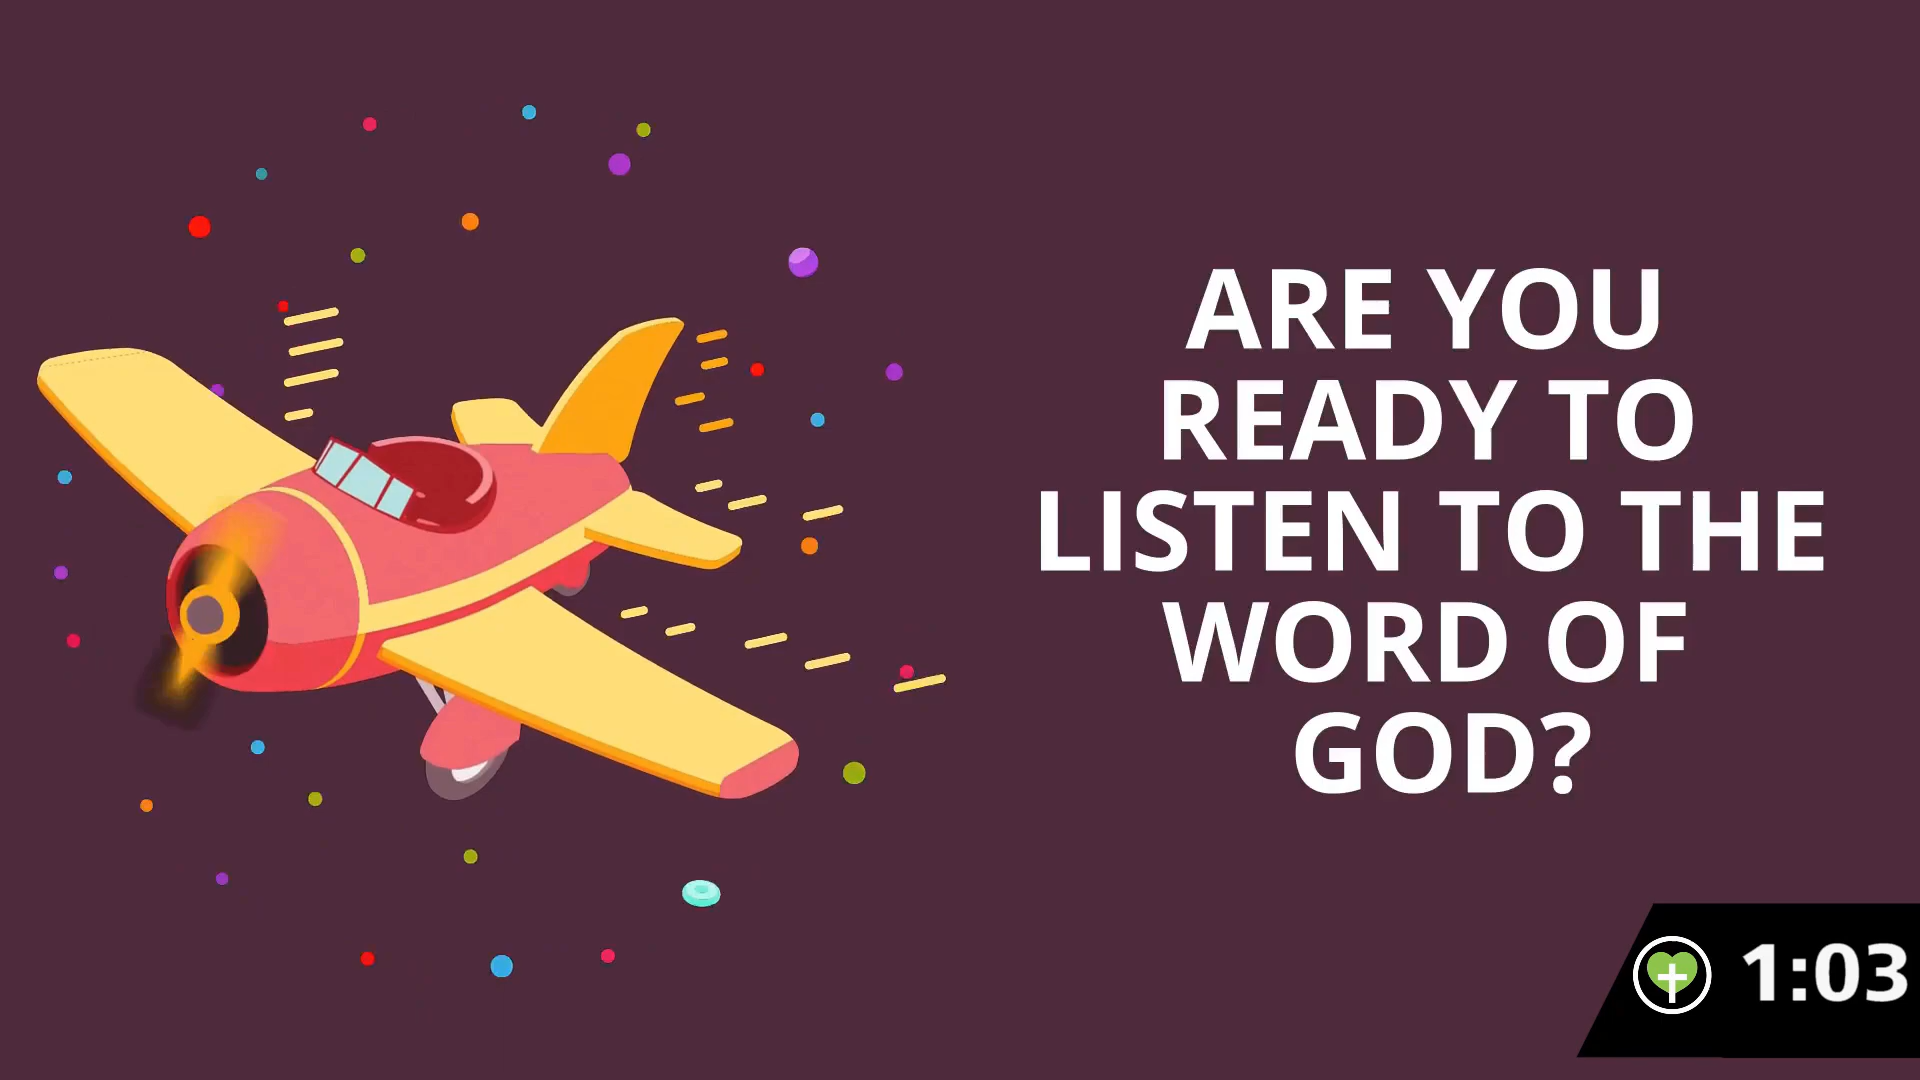 ARE YOU
READY TO
LISTEN TO THE
WORD OF
GOD?
1:03